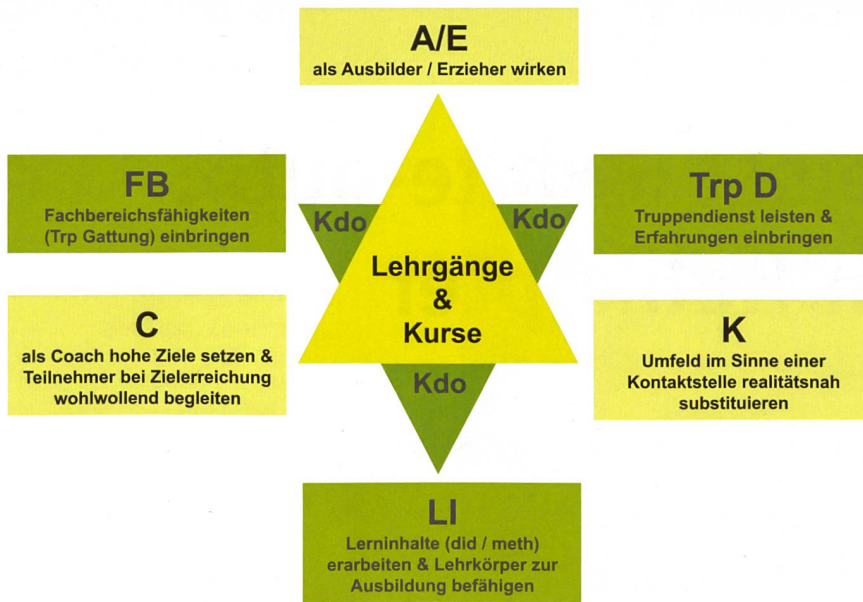 A/E
als Ausbilder / Erzieher wirken
FB
Fachbereichsfähigkeiten
(Trp Gattung) einbringen
Trp D
Truppendienst leisten &
Erfahrungen einbringen
Kdo
Kdo
Lehrgänge
&
Kurse
C
als Coach hohe Ziele setzen &
Teilnehmer bei Zielerreichung
wohlwollend begleiten
K
Umfeld im Sinne einer
Kontaktstelle realitätsnah
substituieren
Kdo
LI
Lerninhalte (did / meth)
erarbeiten & Lehrkörper zur
Ausbildung befähigen